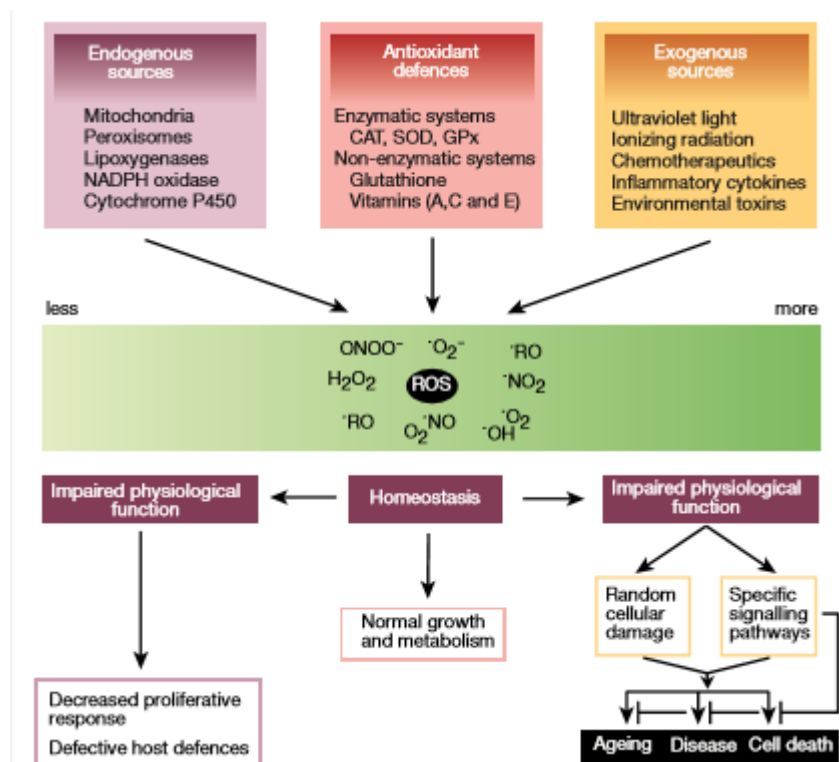 Endogenous
sources
Mitochondria
Peroxisomes
Lipoxygenases
NADPH oxidase
Cytochrome P450
Antioxidant
defences
Enzymatic systems
CAT, SOD, GPx
Non-enzymatic systems
Glutathione
Vitamins (A,C and E)
Exogenous
sources
Ultraviolet light
Ionizing radiation
Chemotherapeutics
Inflammatory cytokines
Environmental toxins
less
more
ONOO⁻ ˙O₂⁻ ˙RO
H₂O₂ ROS ˙NO₂
˙RO O₂˙NO ˙OH ˙O₂
Impaired physiological
function
Homeostasis
Impaired physiological
function
Normal growth
and metabolism
Random
cellular
damage
Specific
signalling
pathways
Decreased proliferative
response
Defective host defences
Ageing Disease Cell death